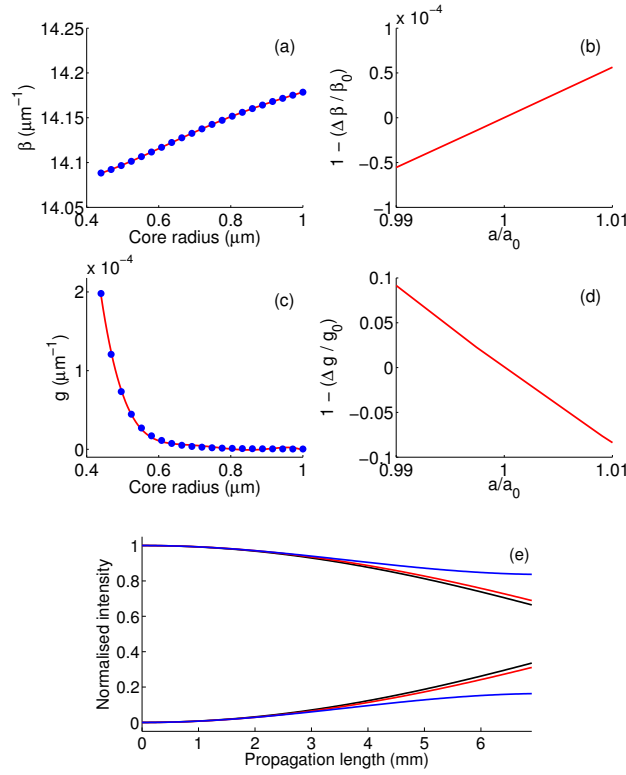 (a)
14.25
14.2
14.15
14.1
14.05
β (μm⁻¹)
0.4 0.6 0.8 1
Core radius (μm)
x 10⁻⁴
(b)
1
0.5
0
−0.5
−1
1 − (Δ β / β₀)
0.99 1 1.01
a/a₀
x 10⁻⁴
(c)
2
1
0
g (μm⁻¹)
0.4 0.6 0.8 1
Core radius (μm)
(d)
0.1
0.05
0
−0.05
−0.1
1 − (Δ g / g₀)
0.99 1 1.01
a/a₀
(e)
1
0.8
0.6
0.4
0.2
0
Normalised intensity
0 1 2 3 4 5 6
Propagation length (mm)